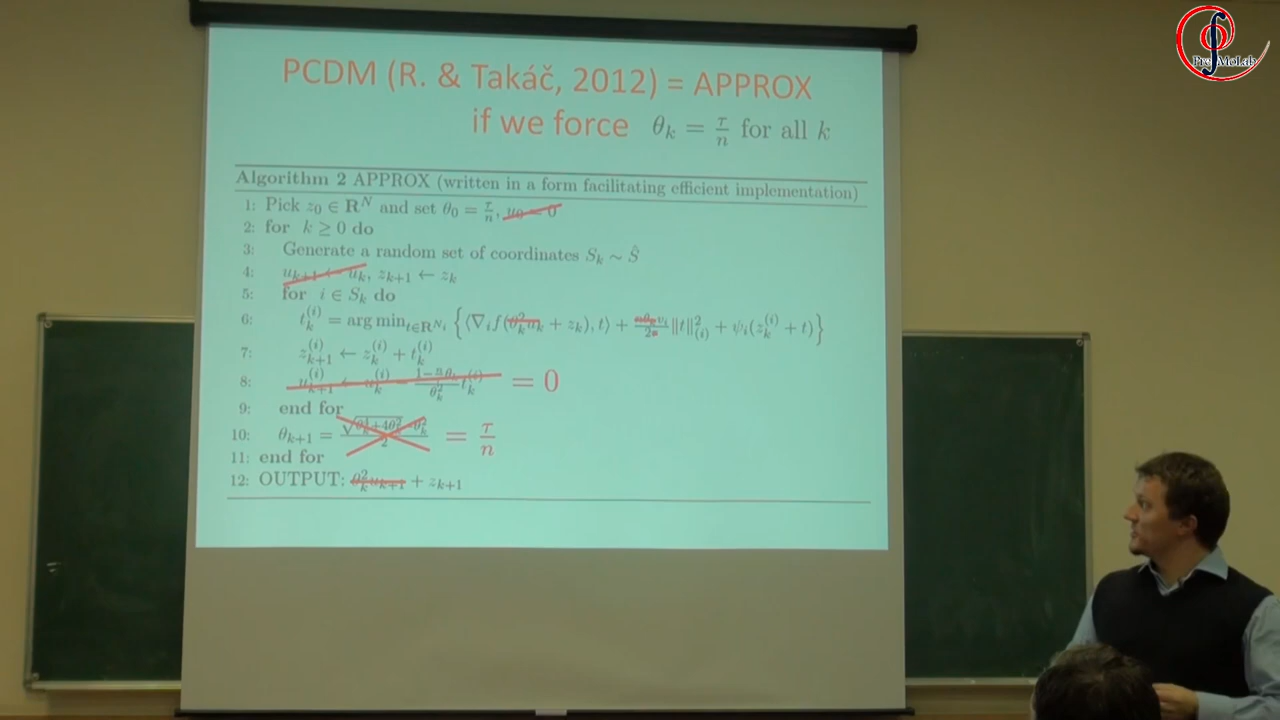 PreMoLab
PCDM (R. & Takáč, 2012) = APPROX
if we force θ_k = τ/n for all k
Algorithm 2 APPROX (written in a form facilitating efficient implementation)
1: Pick z_0 ∈ R^N and set θ_0 = τ/n, u_0 = 0
2: for k ≥ 0 do
3: Generate a random set of coordinates S_k ~ Ŝ
4: u_{k+1} ← u_k, z_{k+1} ← z_k
5: for i ∈ S_k do
6: t_k^{(i)} = arg min_{t∈R^{N_i}} {⟨∇_i f(θ_k^2 u_k + z_k), t⟩ + nθ_k v_i/2τ ‖t‖_{(i)}^2 + ψ_i(z_k^{(i)} + t)}
7: z_{k+1}^{(i)} ← z_k^{(i)} + t_k^{(i)}
8: u_{k+1}^{(i)} ← u_k^{(i)} − (1−(n/τ)θ_k)/θ_k^2 t_k^{(i)} = 0
9: end for
10: θ_{k+1} = (√(θ_k^4+4θ_k^2) − θ_k^2)/2 = τ/n
11: end for
12: OUTPUT: θ_k^2 u_{k+1} + z_{k+1}